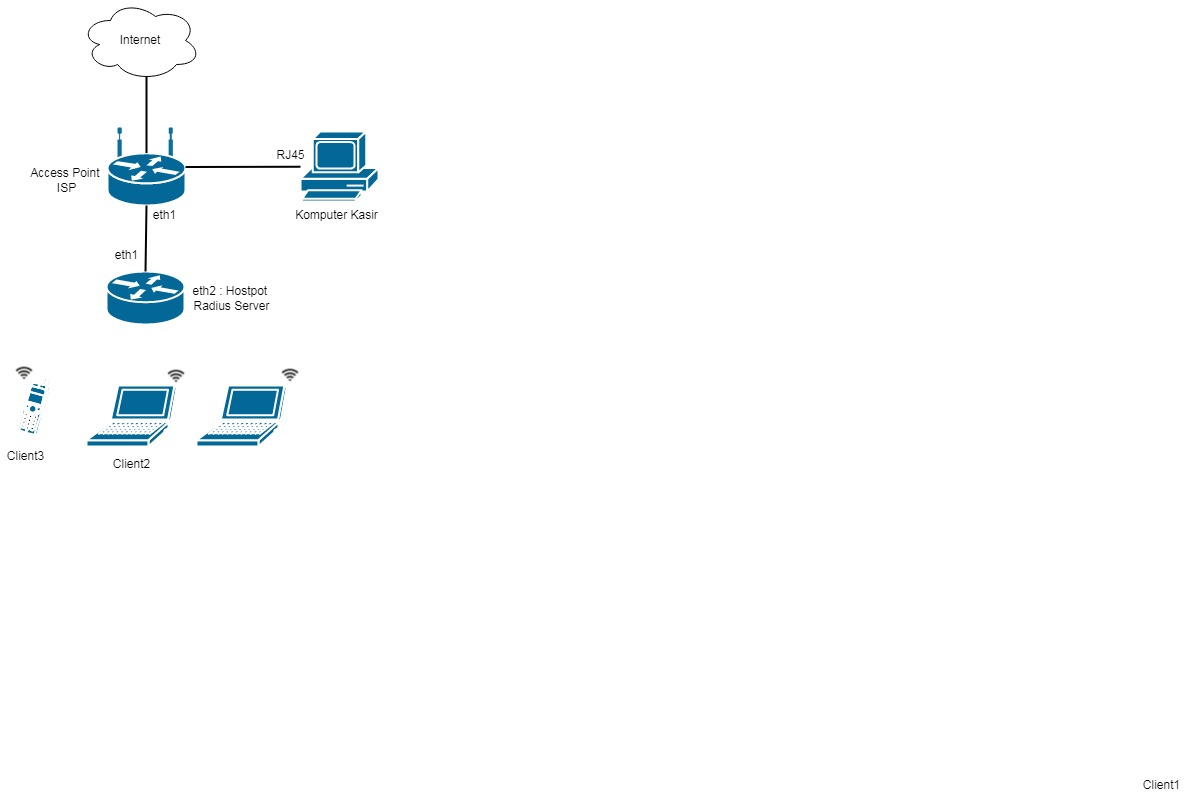 Internet
RJ45
Access Point
ISP
eth1
Komputer Kasir
eth1
eth2 : Hostpot
Radius Server
Client3
Client2
Client1